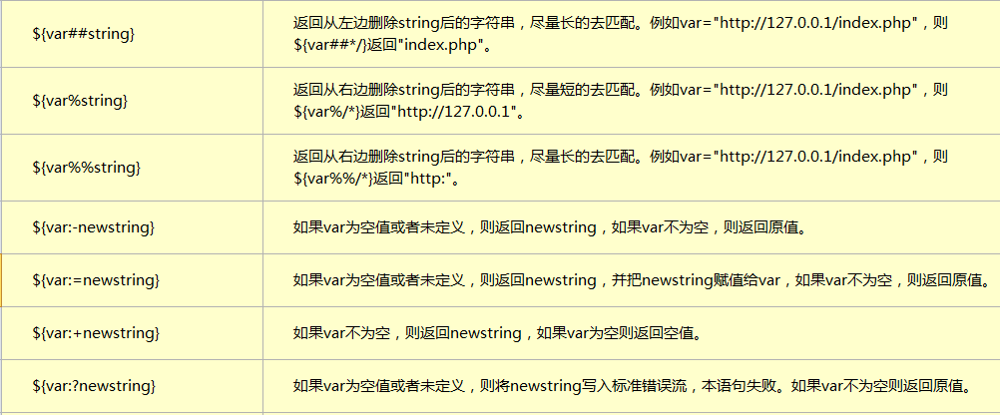 ${var##string}
返回从左边删除string后的字符串，尽量长的去匹配。例如var="http://127.0.0.1/index.php"，则
${var##*/}返回"index.php"。
${var%string}
返回从右边删除string后的字符串，尽量短的去匹配。例如var="http://127.0.0.1/index.php"，则
${var%/*}返回"http://127.0.0.1"。
${var%%string}
返回从右边删除string后的字符串，尽量长的去匹配。例如var="http://127.0.0.1/index.php"，则
${var%%/*}返回"http:"。
${var:-newstring}
如果var为空值或者未定义，则返回newstring，如果var不为空，则返回原值。
${var:=newstring}
如果var为空值或者未定义，则返回newstring，并把newstring赋值给var，如果var不为空，则返回原值。
${var:+newstring}
如果var不为空，则返回newstring，如果var为空则返回空值。
${var:?newstring}
如果var为空值或者未定义，则将newstring写入标准错误流，本语句失败。如果var不为空则返回原值。